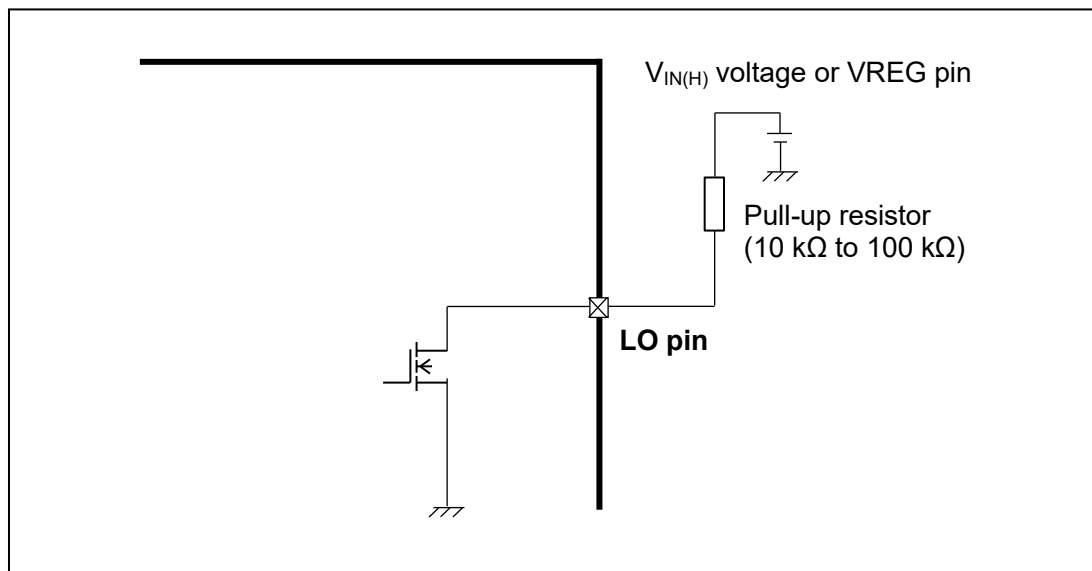 V_IN(H) voltage or VREG pin
Pull-up resistor
(10 kΩ to 100 kΩ)
LO pin